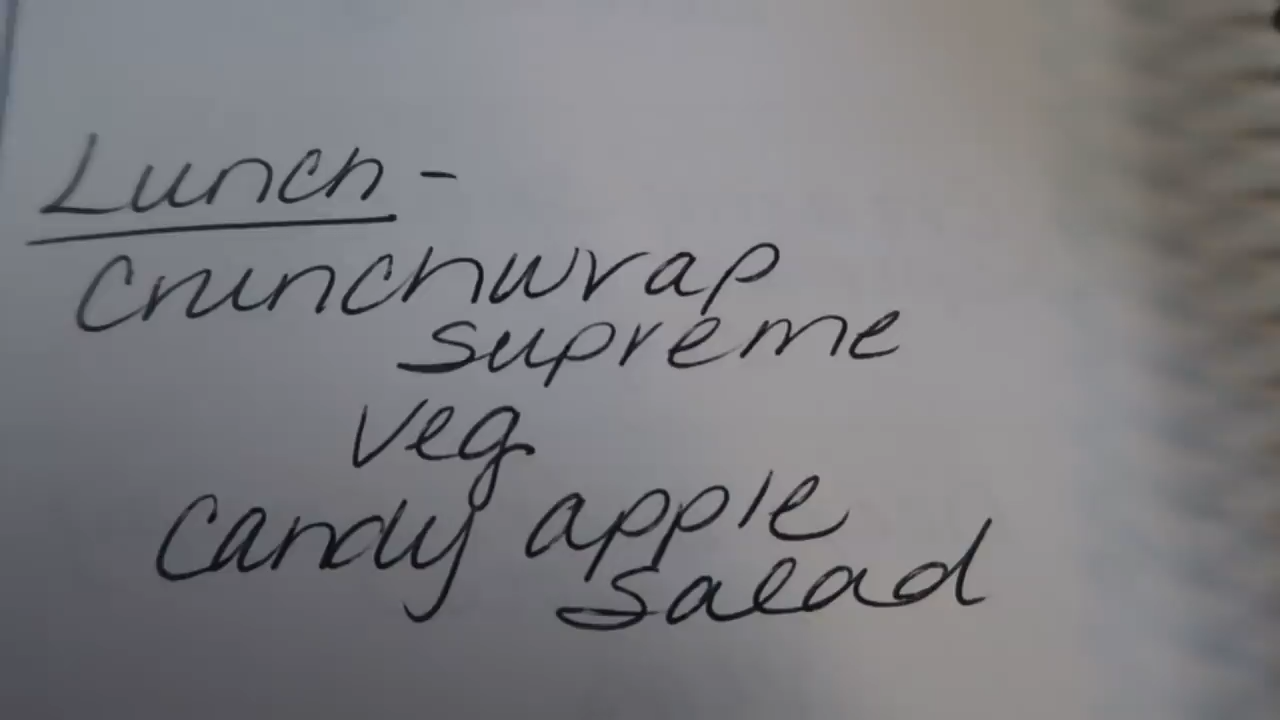 Lunch -
Crunchwrap
supreme
veg
Candy apple
salad